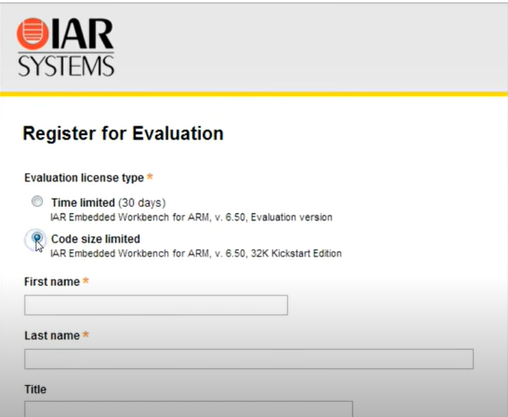 IAR
SYSTEMS
Register for Evaluation
Evaluation license type *
Time limited (30 days)
IAR Embedded Workbench for ARM, v. 6.50, Evaluation version
Code size limited
IAR Embedded Workbench for ARM, v. 6.50, 32K Kickstart Edition
First name *
Last name *
Title